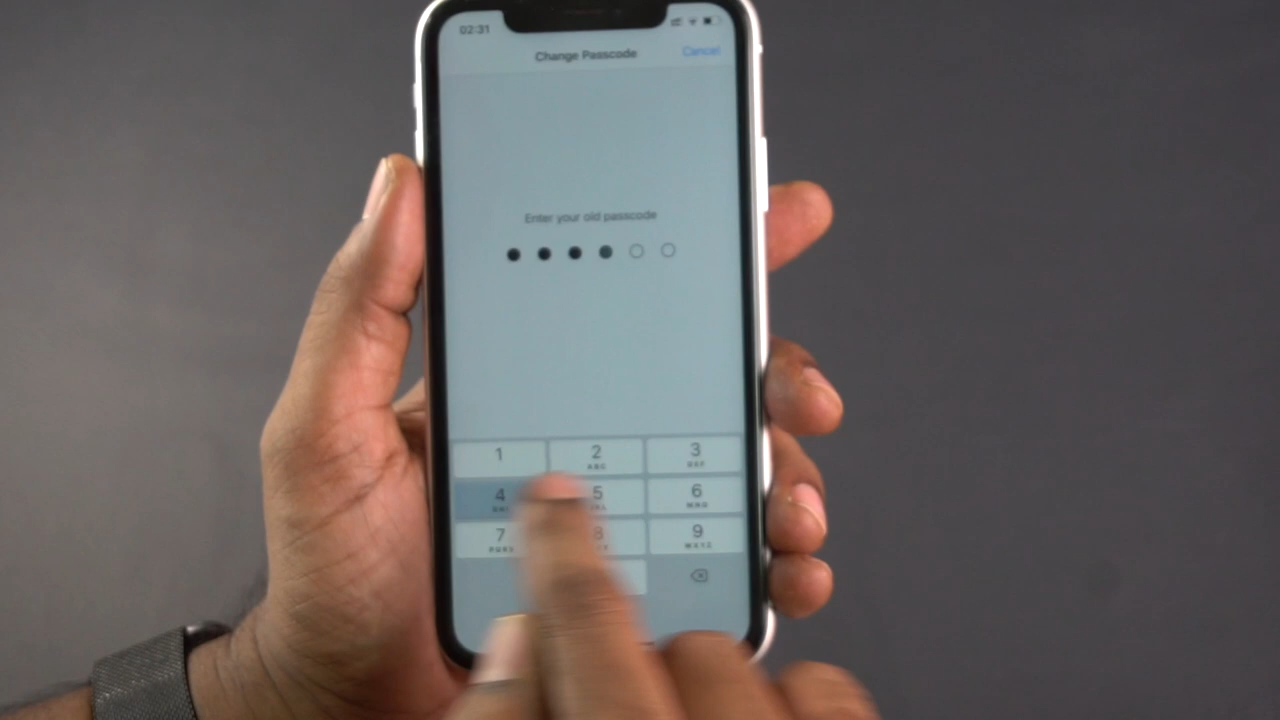 02:31
Change Passcode
Cancel
Enter your old passcode
1 2 3
ABC DEF
4 5 6
MNO
7 8 9
WXYZ